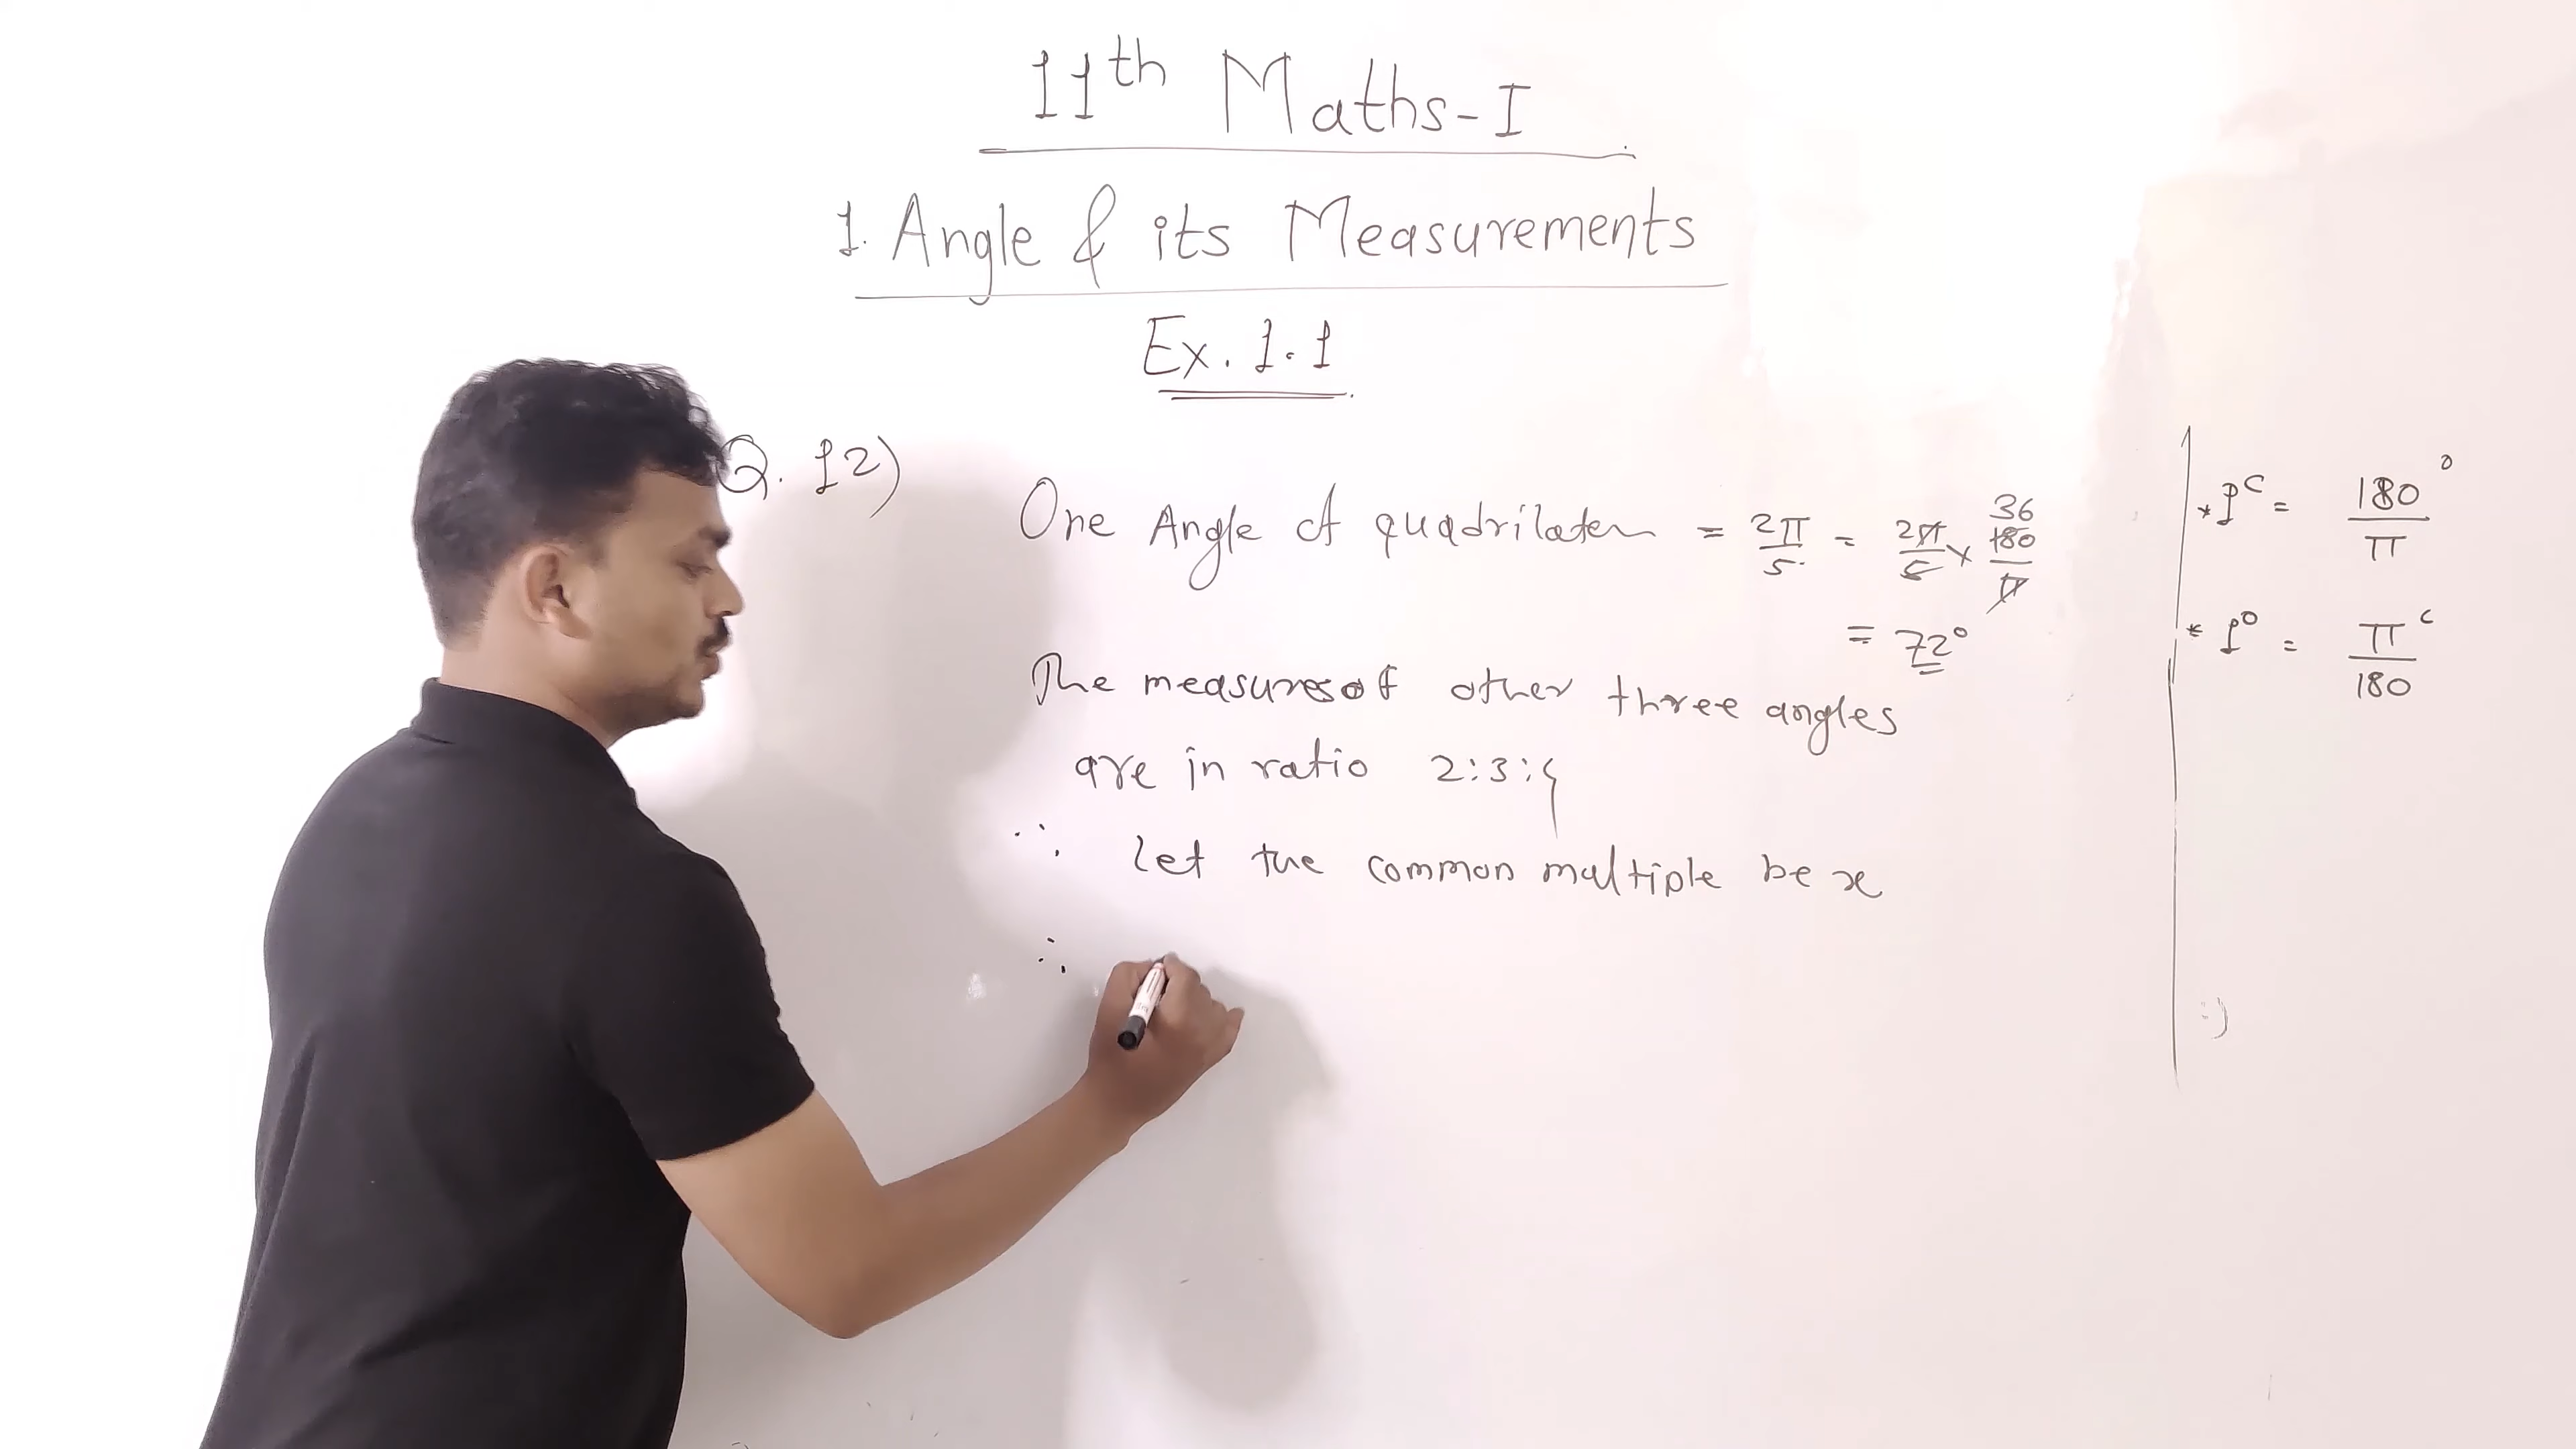 11th Maths-I
1. Angle & its Measurements
Ex. 1.1
Q. 12)
One Angle of quadrilater = 2π/5 = 2π/5 × 180/π 36
= 72°
The measures of other three angles
are in ratio 2:3:4
∵ let the common multiple be x
∴
* 1ᶜ = 180°/π
* 1° = πᶜ/180